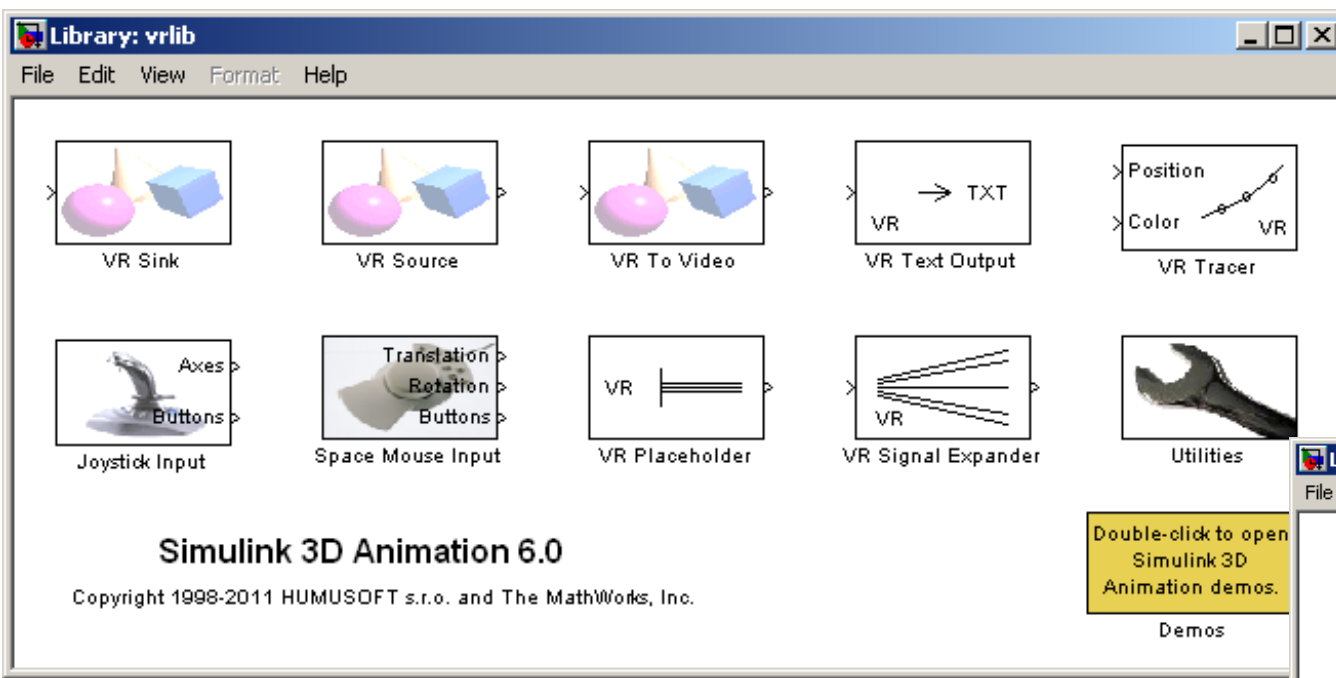 Library: vrlib
File Edit View Format Help
VR Sink
VR Source
VR To Video
TXT
VR
VR Text Output
Position
Color
VR
VR Tracer
Axes
Buttons
Joystick Input
Translation
Rotation
Buttons
Space Mouse Input
VR
VR Placeholder
VR
VR Signal Expander
Utilities
File
Simulink 3D Animation 6.0
Copyright 1998-2011 HUMUSOFT s.r.o. and The MathWorks, Inc.
Double-click to open
Simulink 3D
Animation demos.
Demos